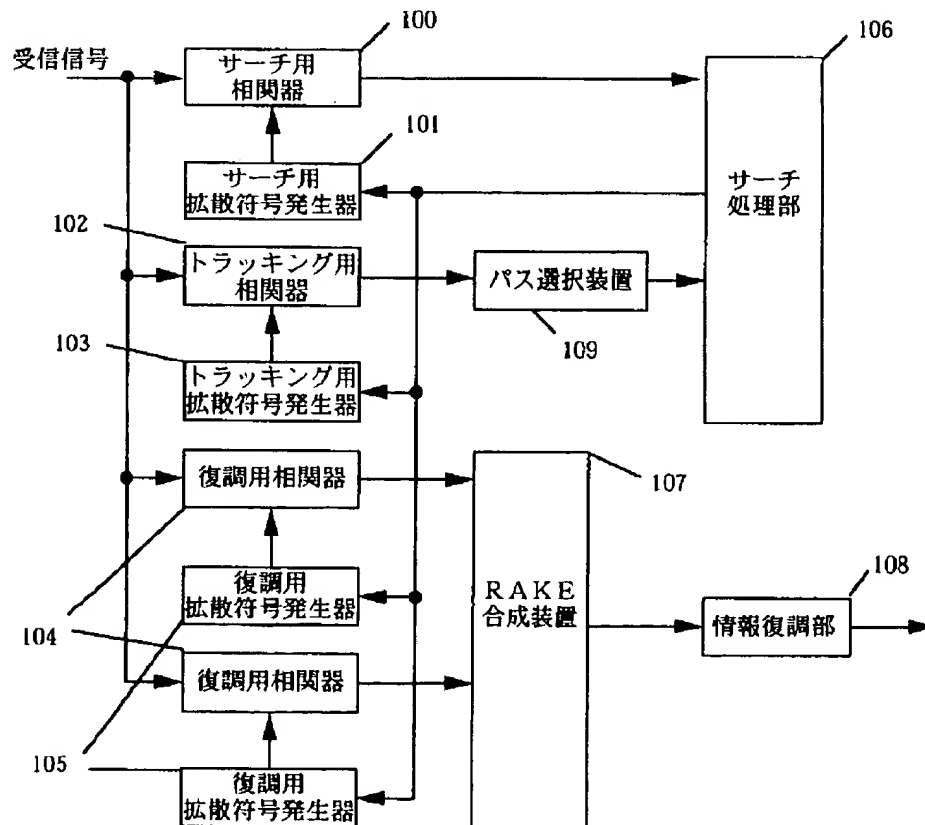 100
106
受信信号
サーチ用
相関器
101
サーチ用
拡散符号発生器
サーチ
処理部
102
トラッキング用
相関器
パス選択装置
103
109
トラッキング用
拡散符号発生器
復調用相関器
107
復調用
拡散符号発生器
RAKE
合成装置
108
情報復調部
104
復調用相関器
105
復調用
拡散符号発生器